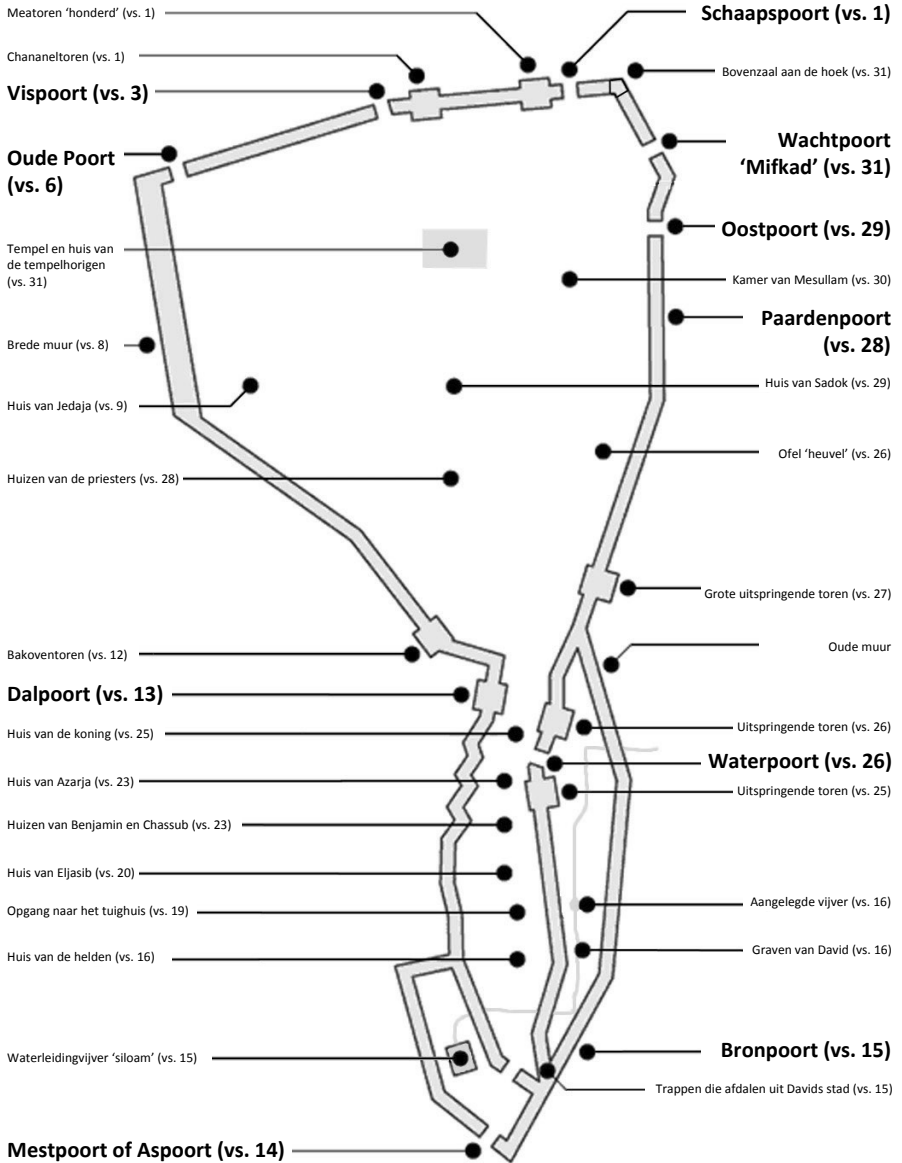 Meatoren ‘honderd’ (vs. 1)
Schaapspoort (vs. 1)
Chananeltoren (vs. 1)
Bovenzaal aan de hoek (vs. 31)
Vispoort (vs. 3)
Wachtpoort
‘Mifkad’ (vs. 31)
Oude Poort
(vs. 6)
Oostpoort (vs. 29)
Tempel en huis van
de tempelhorigen
(vs. 31)
Kamer van Mesullam (vs. 30)
Paardenpoort
(vs. 28)
Brede muur (vs. 8)
Huis van Sadok (vs. 29)
Huis van Jedaja (vs. 9)
Ofel ‘heuvel’ (vs. 26)
Huizen van de priesters (vs. 28)
Grote uitspringende toren (vs. 27)
Oude muur
Bakoventoren (vs. 12)
Dalpoort (vs. 13)
Uitspringende toren (vs. 26)
Huis van de koning (vs. 25)
Waterpoort (vs. 26)
Huis van Azarja (vs. 23)
Uitspringende toren (vs. 25)
Huizen van Benjamin en Chassub (vs. 23)
Huis van Eljasib (vs. 20)
Aangelegde vijver (vs. 16)
Opgang naar het tuighuis (vs. 19)
Graven van David (vs. 16)
Huis van de helden (vs. 16)
Bronpoort (vs. 15)
Waterleidingvijver ‘siloam’ (vs. 15)
Trappen die afdalen uit Davids stad (vs. 15)
Mestpoort of Aspoort (vs. 14)